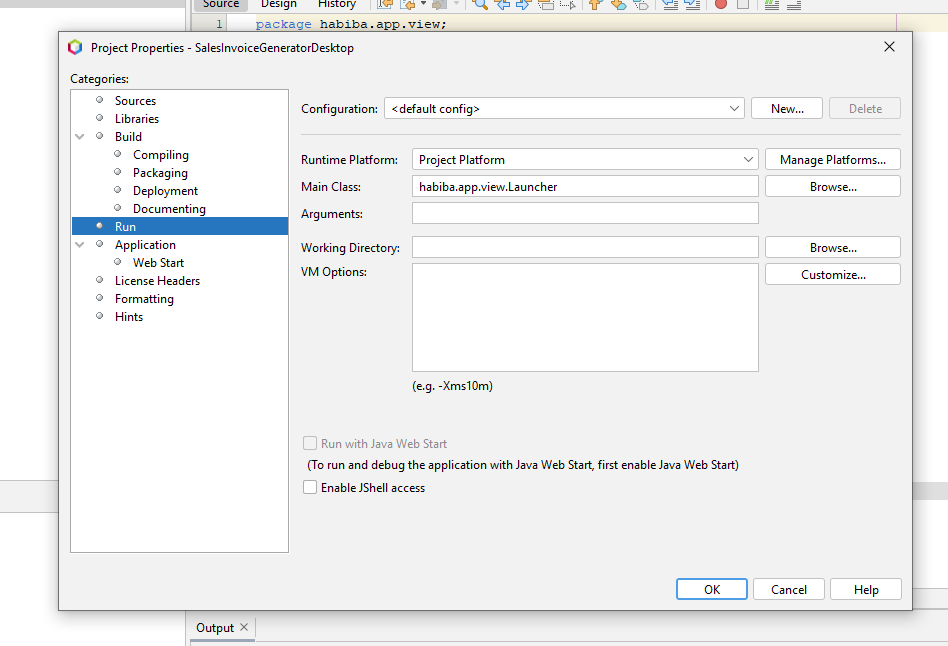 Source Design History
1 package habiba.app.view;
Project Properties - SalesInvoiceGeneratorDesktop
Categories:
Sources
Libraries
Build
Compiling
Packaging
Deployment
Documenting
Run
Application
Web Start
License Headers
Formatting
Hints
Configuration: <default config> New... Delete
Runtime Platform: Project Platform Manage Platforms...
Main Class: habiba.app.view.Launcher Browse...
Arguments:
Working Directory: Browse...
VM Options: Customize...
(e.g. -Xms10m)
Run with Java Web Start
(To run and debug the application with Java Web Start, first enable Java Web Start)
Enable JShell access
OK Cancel Help
Output